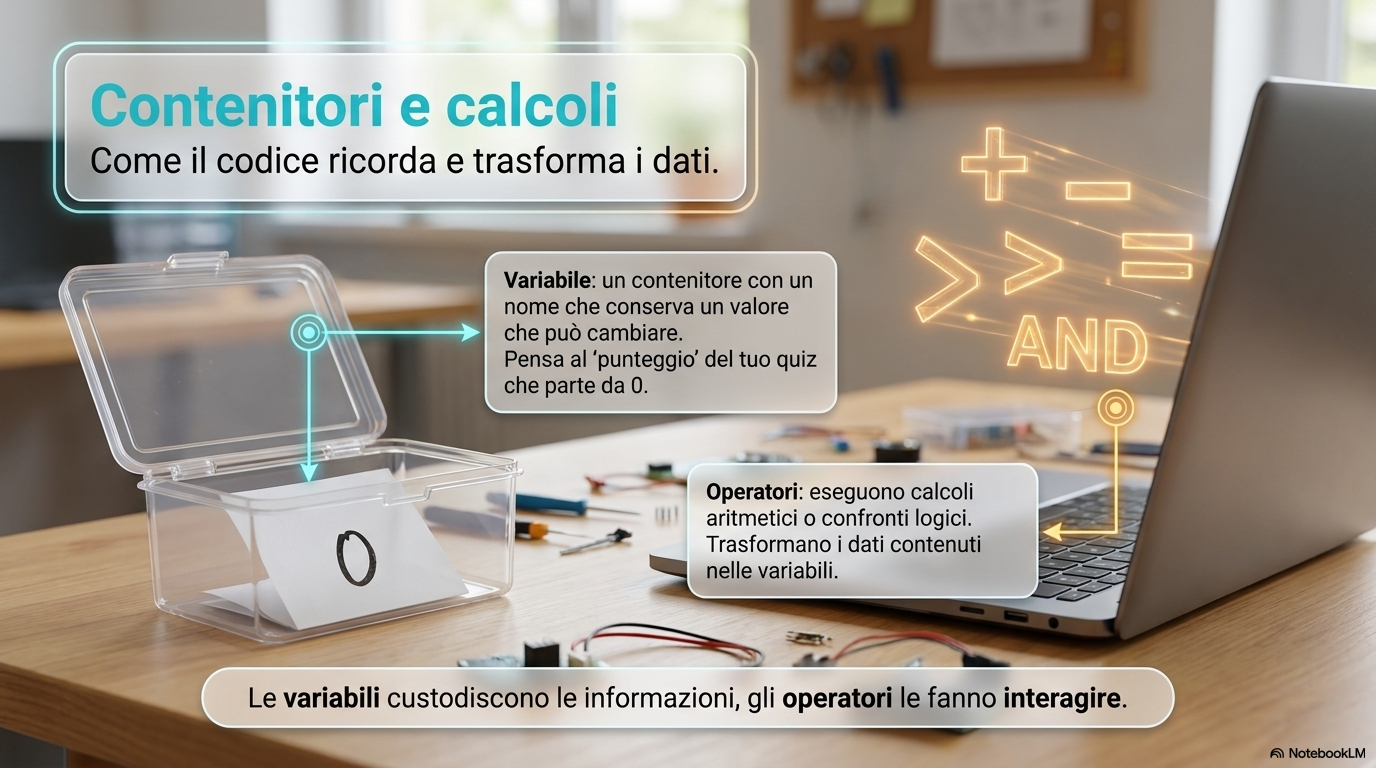 Contenitori e calcoli
Come il codice ricorda e trasforma i dati.
Variabile: un contenitore con un
nome che conserva un valore
che può cambiare.
Pensa al ‘punteggio’ del tuo quiz
che parte da 0.
0
+ −
> > =
AND
Operatori: eseguono calcoli
aritmetici o confronti logici.
Trasformano i dati contenuti
nelle variabili.
Le variabili custodiscono le informazioni, gli operatori le fanno interagire.
NotebookLM